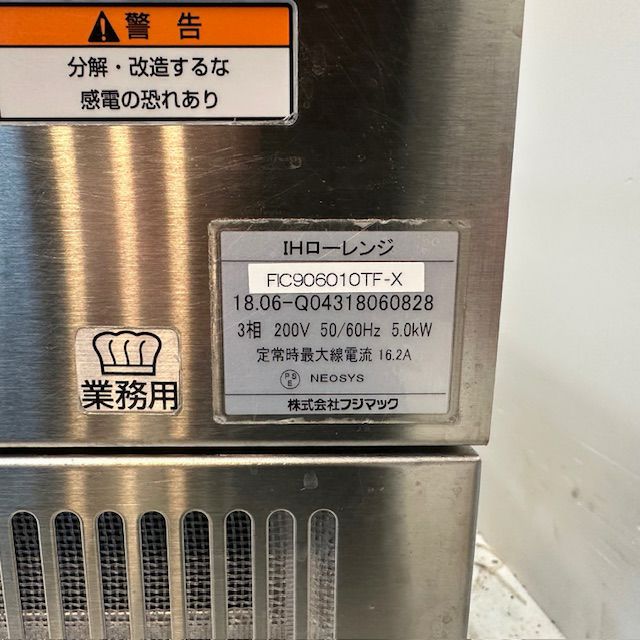 警告
分解・改造するな
感電の恐れあり
IHローレンジ
FIC906010TF-X
18.06-Q04318060828
3相 200V 50/60Hz 5.0kW
定常時最大線電流 16.2A
PSE NEOSYS
株式会社フジマック
業務用